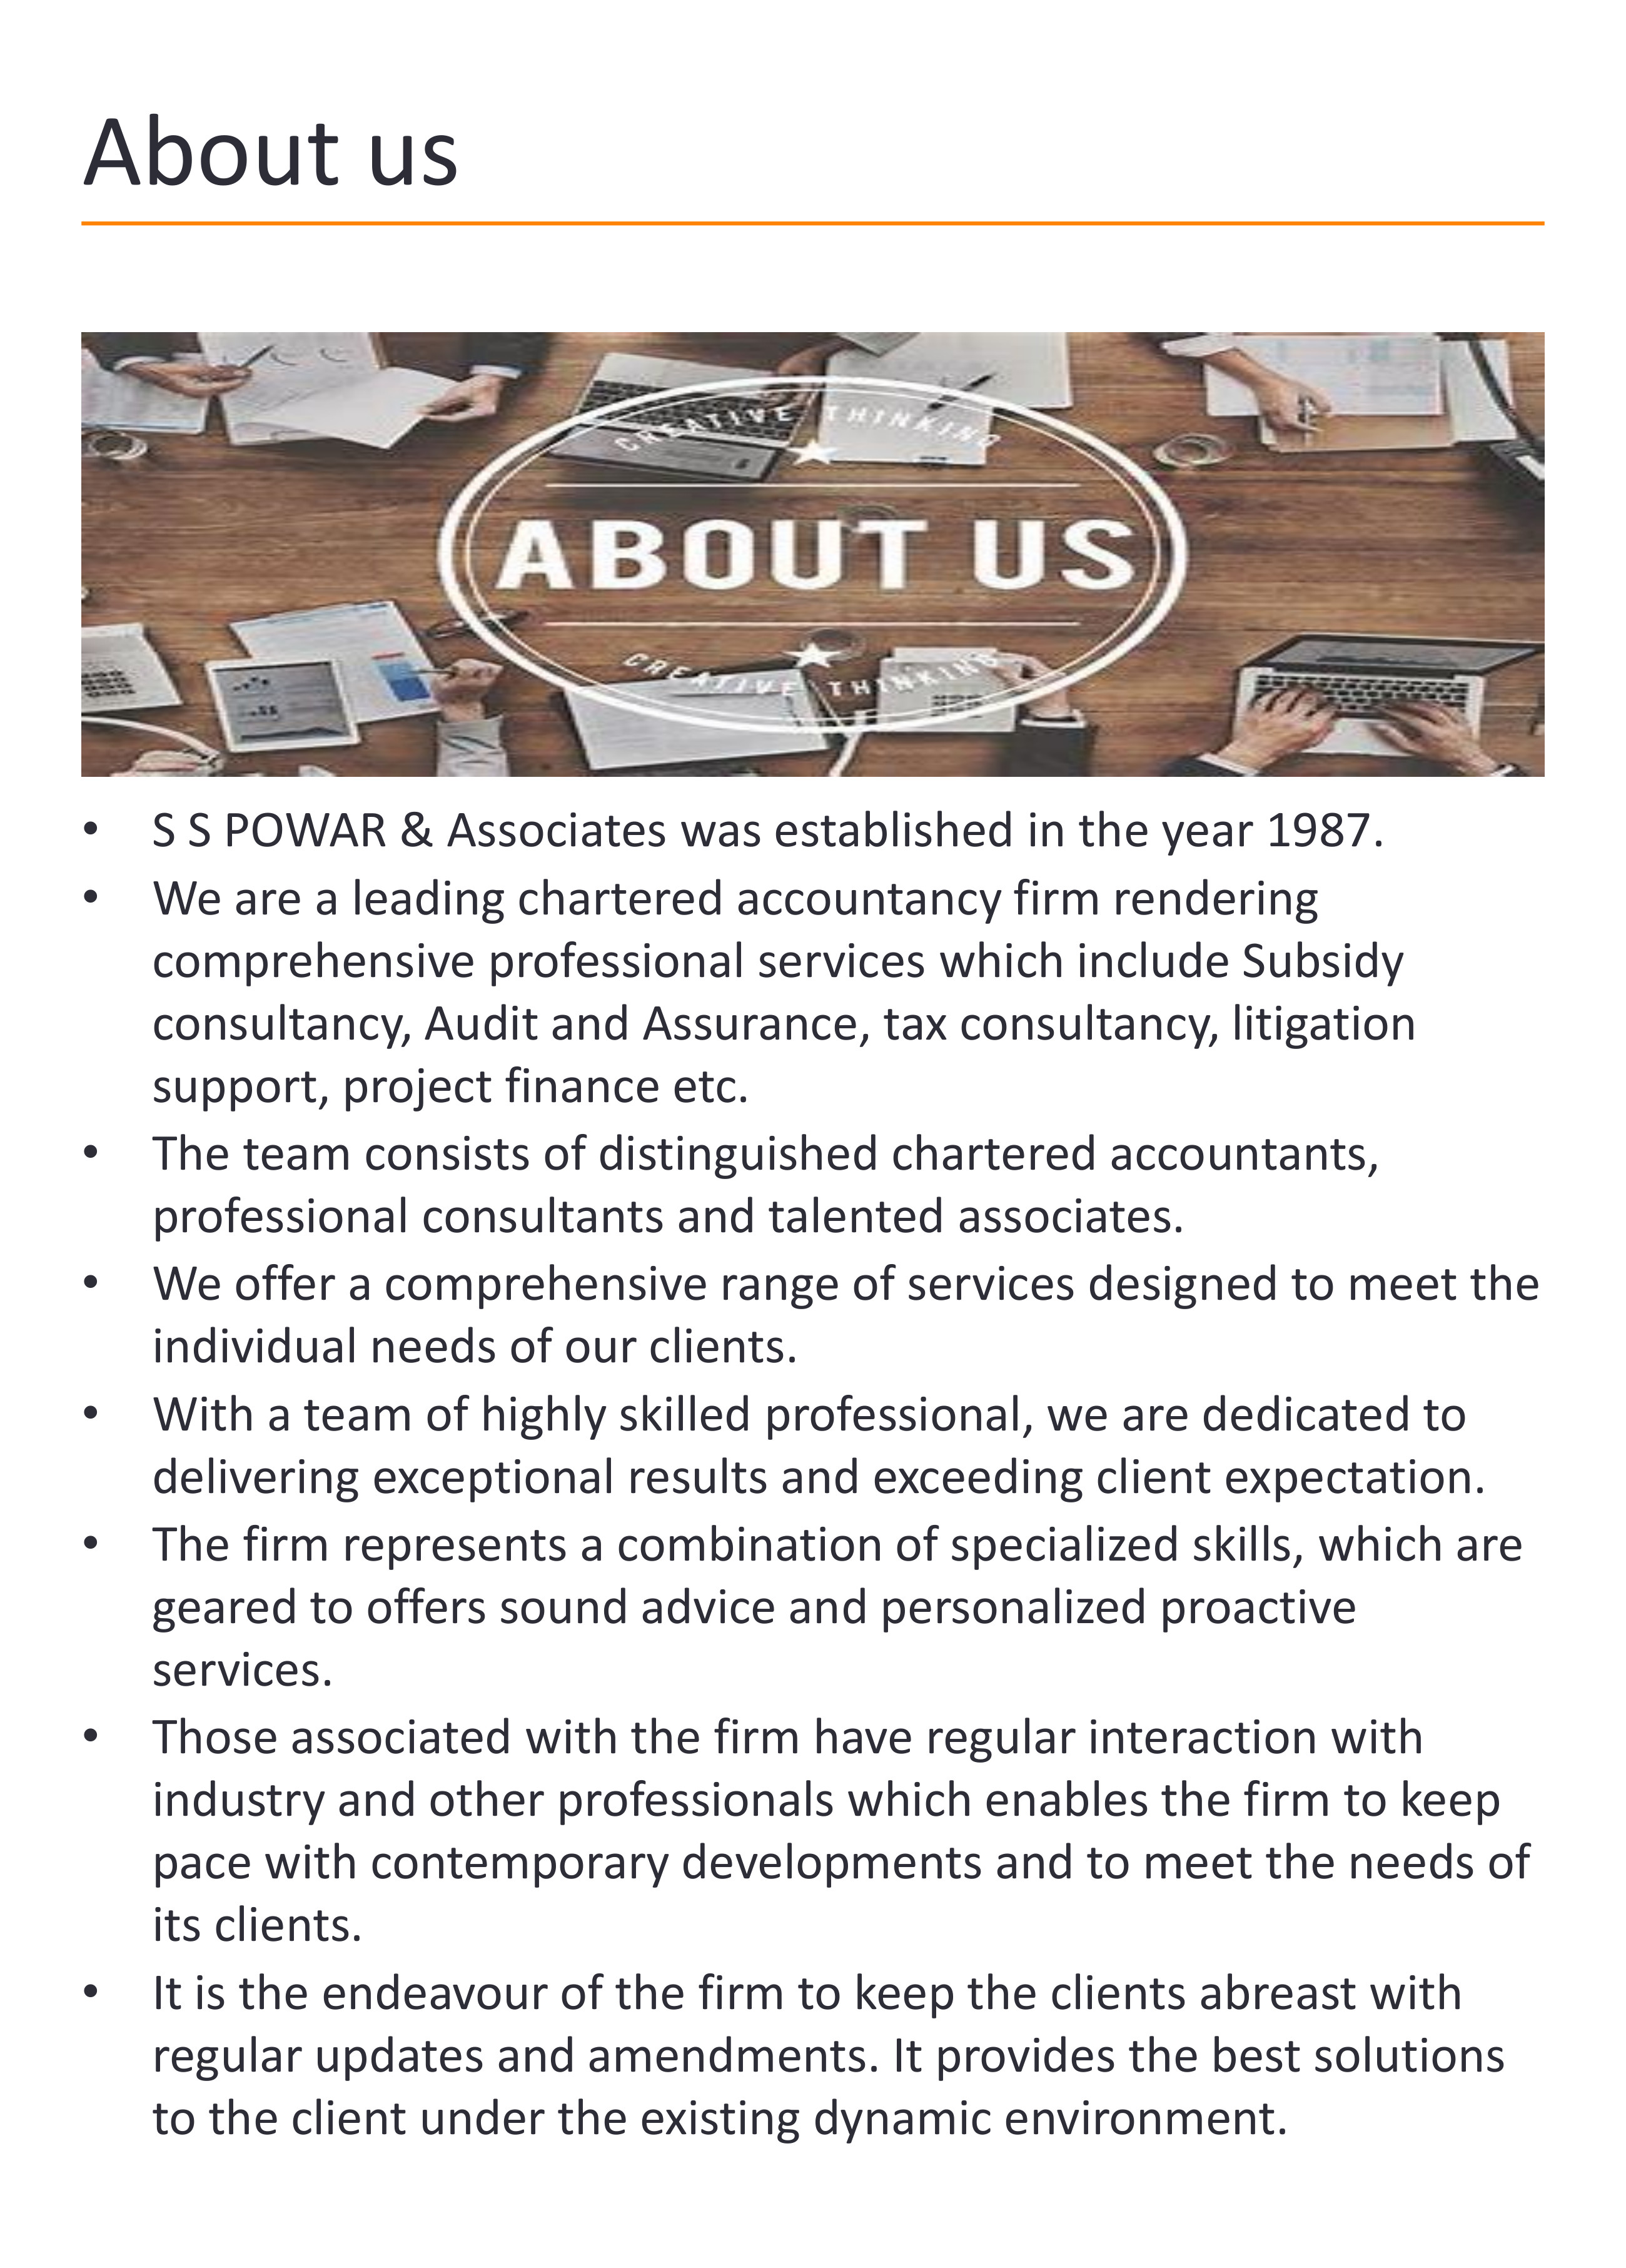 About us
CREATIVE THINKING
ABOUT US
CREATIVE THINKING
• S S POWAR & Associates was established in the year 1987.
• We are a leading chartered accountancy firm rendering
comprehensive professional services which include Subsidy
consultancy, Audit and Assurance, tax consultancy, litigation
support, project finance etc.
• The team consists of distinguished chartered accountants,
professional consultants and talented associates.
• We offer a comprehensive range of services designed to meet the
individual needs of our clients.
• With a team of highly skilled professional, we are dedicated to
delivering exceptional results and exceeding client expectation.
• The firm represents a combination of specialized skills, which are
geared to offers sound advice and personalized proactive
services.
• Those associated with the firm have regular interaction with
industry and other professionals which enables the firm to keep
pace with contemporary developments and to meet the needs of
its clients.
• It is the endeavour of the firm to keep the clients abreast with
regular updates and amendments. It provides the best solutions
to the client under the existing dynamic environment.